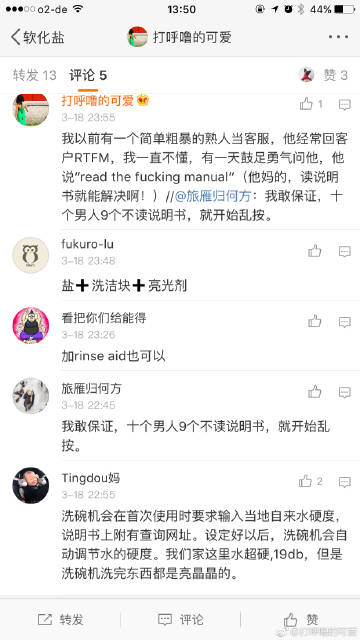 o2-de 13:50 44%
软化盐 打呼噜的可爱
转发 13 评论 5 赞 3
打呼噜的可爱
3-18 23:55
1
我以前有一个简单粗暴的熟人当客服，他经常回客
户RTFM，我一直不懂，有一天鼓足勇气问他，他
说“read the fucking manual”（他妈的，读说明
书就能解决啊！）//@旅雁归何方：我敢保证，十
个男人9个不读说明书，就开始乱按。
fukuro-lu
3-18 23:48
盐➕洗洁块➕亮光剂
看把你们给能得
3-18 23:26
加rinse aid也可以
旅雁归何方
3-18 22:45
我敢保证，十个男人9个不读说明书，就开始乱
按。
Tingdou妈
3-18 22:55
2
洗碗机会在首次使用时要求输入当地自来水硬度，
说明书上附有查询网址。设定好以后，洗碗机会自
动调节水的硬度。我们家这里水超硬,19db，但是
洗碗机洗完东西都是亮晶晶的。
转发 评论 赞
@打呼噜的可爱